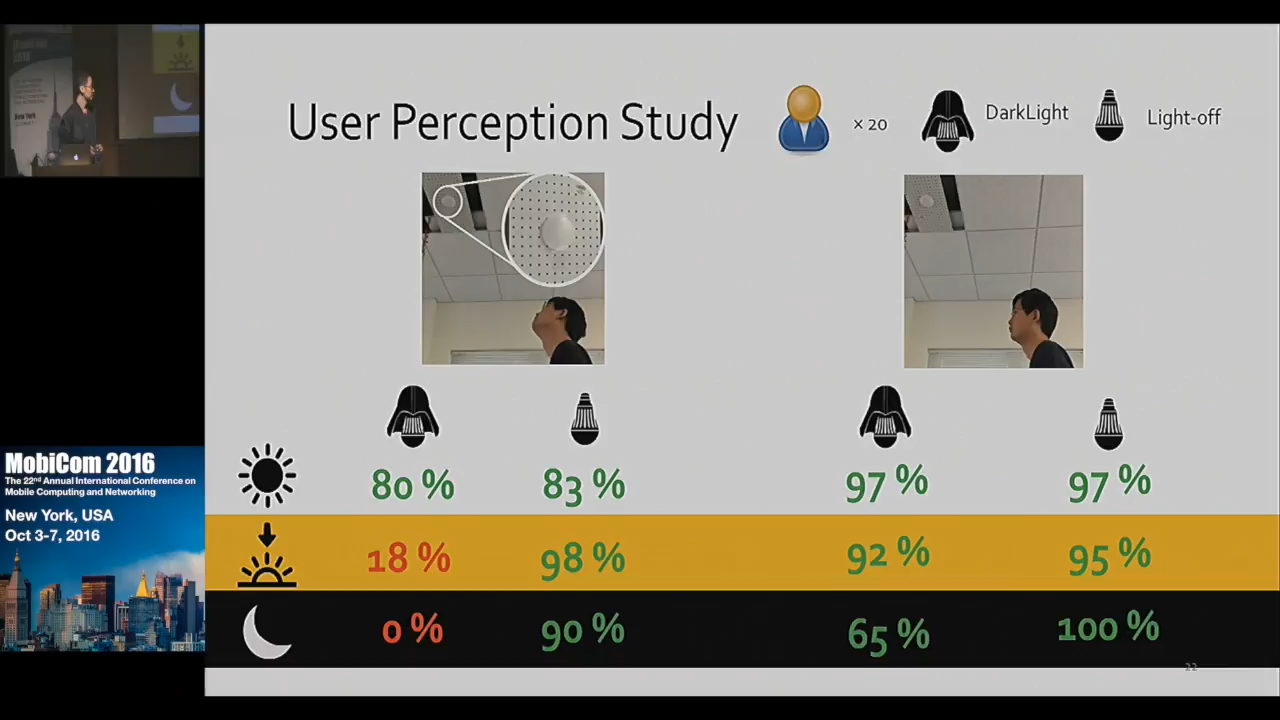 User Perception Study
× 20
DarkLight
Light-off
80 %
83 %
97 %
97 %
18 %
98 %
92 %
95 %
0 %
90 %
65 %
100 %
22
MobiCom 2016
The 22nd Annual International Conference on
Mobile Computing and Networking
New York, USA
Oct 3-7, 2016